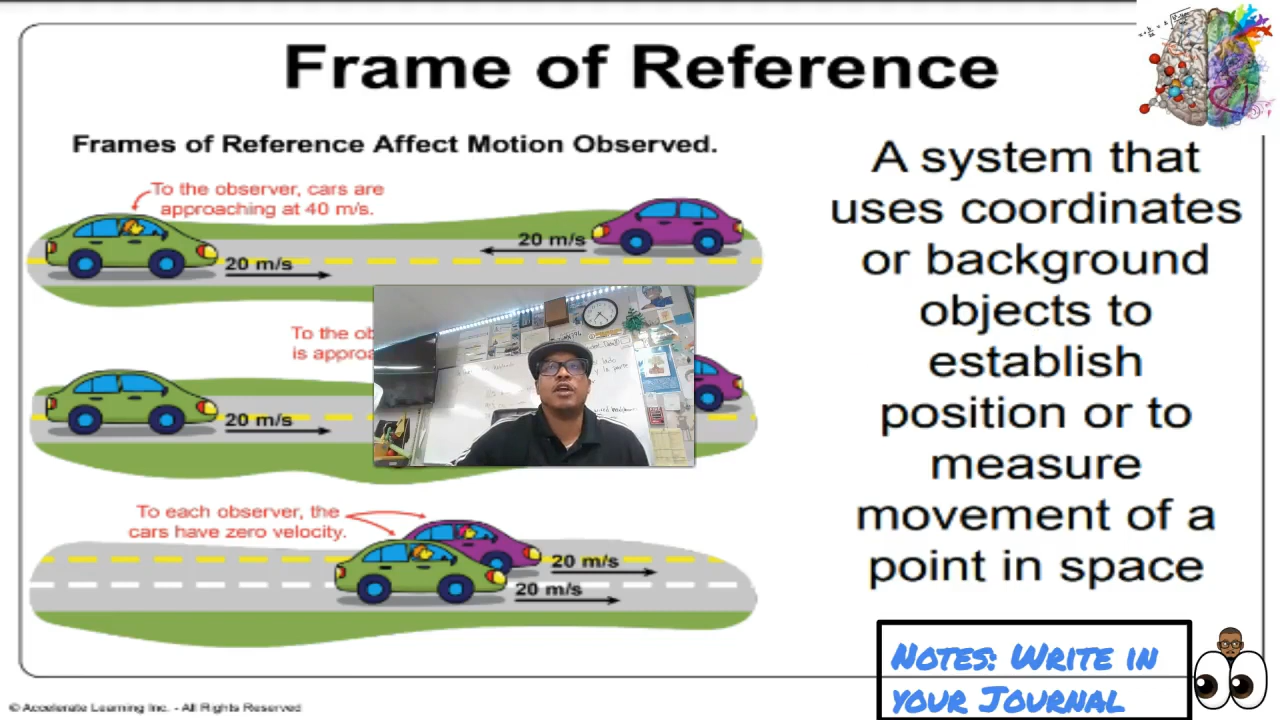 Frame of Reference
Frames of Reference Affect Motion Observed.
To the observer, cars are
approaching at 40 m/s.
20 m/s
20 m/s
To the ob
is approa
20 m/s
To each observer, the
cars have zero velocity.
20 m/s
20 m/s
A system that
uses coordinates
or background
objects to
establish
position or to
measure
movement of a
point in space
Notes: Write in
your Journal
© Accelerate Learning Inc. - All Rights Reserved